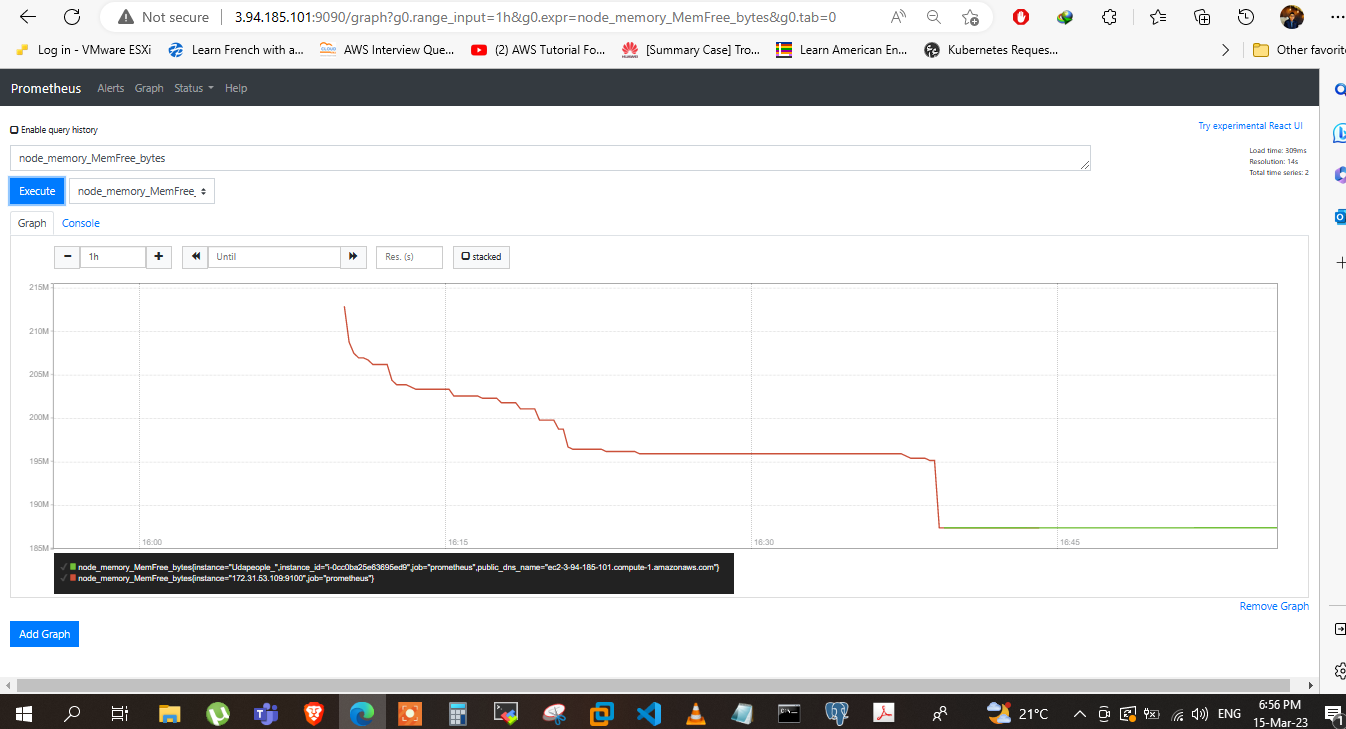 Not secure
3.94.185.101:9090/graph?g0.range_input=1h&g0.expr=node_memory_MemFree_bytes&g0.tab=0
Log in - VMware ESXi
Learn French with a...
AWS Interview Que...
(2) AWS Tutorial Fo...
[Summary Case] Tro...
Learn American En...
Kubernetes Reques...
Other favorit
Prometheus
Alerts
Graph
Status
Help
Enable query history
Try experimental React UI
node_memory_MemFree_bytes
Load time: 309ms
Resolution: 14s
Total time series: 2
Execute
node_memory_MemFree_
Graph
Console
1h
Until
Res. (s)
stacked
215M
210M
205M
200M
195M
190M
185M
16:00
16:15
16:30
16:45
node_memory_MemFree_bytes{instance="Udapeople_",instance_id="i-0cc0ba25e63695ed9",job="prometheus",public_dns_name="ec2-3-94-185-101.compute-1.amazonaws.com"}
node_memory_MemFree_bytes{instance="172.31.53.109:9100",job="prometheus"}
Remove Graph
Add Graph
21°C
ENG
6:56 PM
15-Mar-23
1